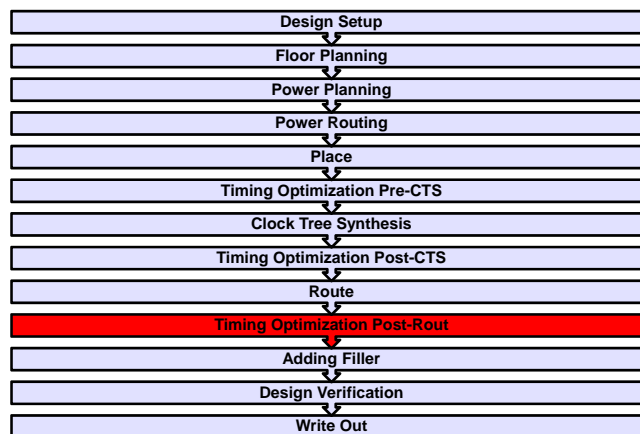 Design Setup
Floor Planning
Power Planning
Power Routing
Place
Timing Optimization Pre-CTS
Clock Tree Synthesis
Timing Optimization Post-CTS
Route
Timing Optimization Post-Rout
Adding Filler
Design Verification
Write Out